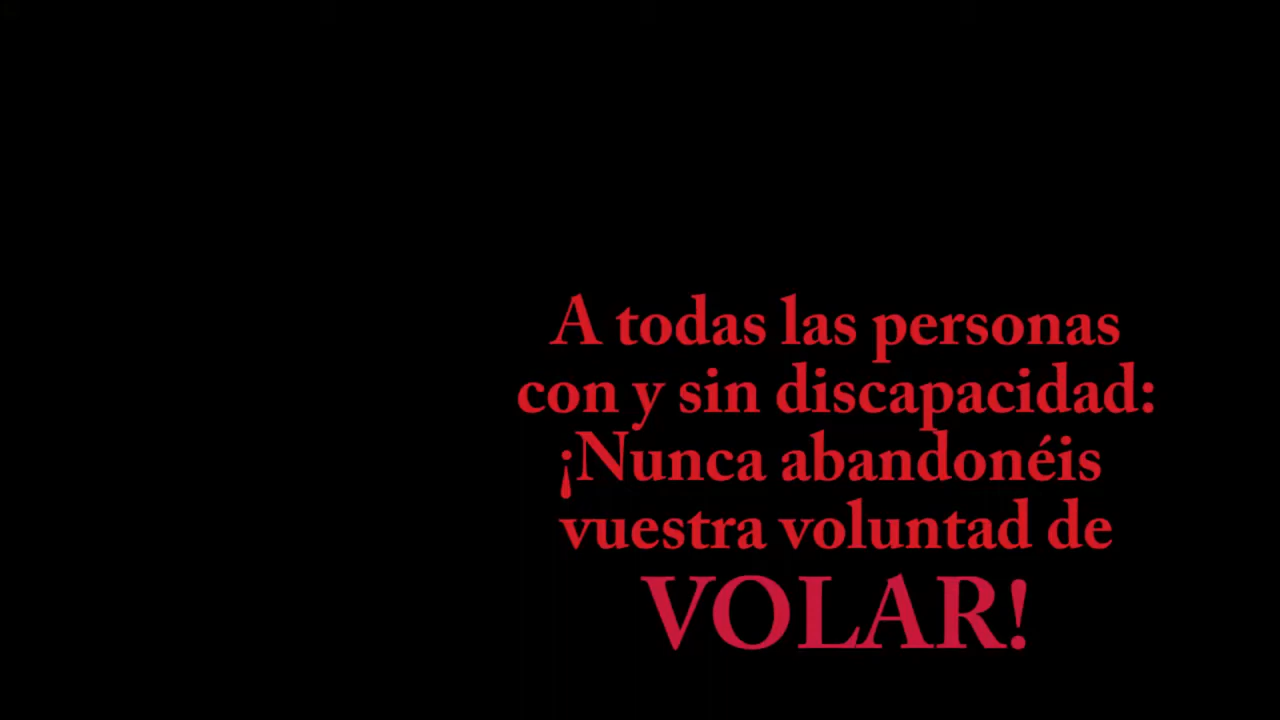 A todas las personas
con y sin discapacidad:
¡Nunca abandonéis
vuestra voluntad de
VOLAR!